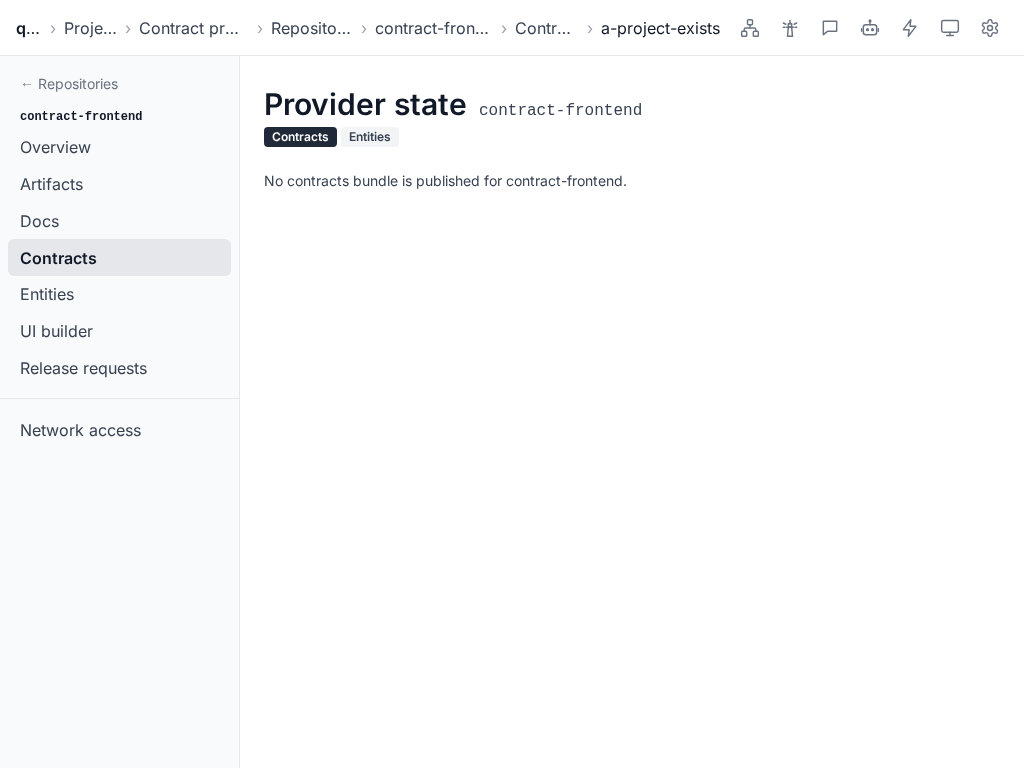 q... › Proje... › Contract pr... › Reposito... › contract-fron... › Contr... › a-project-exists
← Repositories
contract-frontend
Overview
Artifacts
Docs
Contracts
Entities
UI builder
Release requests
Network access
Provider state contract-frontend
Contracts Entities
No contracts bundle is published for contract-frontend.